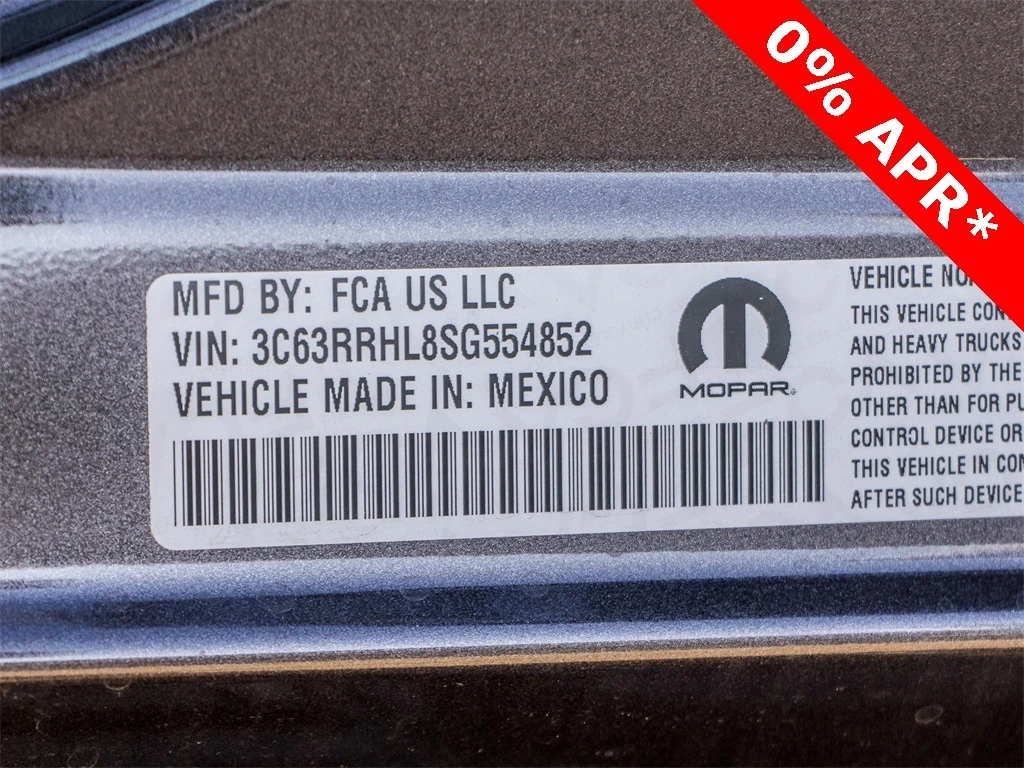 0% APR*
MFD BY: FCA US LLC
VIN: 3C63RRHL8SG554852
VEHICLE MADE IN: MEXICO
MOPAR
VEHICLE
THIS VEHICLE
AND HEAVY TRUCKS
PROHIBITED BY THE
OTHER THAN FOR
CONTROL DEVICE OR
THIS VEHICLE IN
AFTER SUCH DEVICE